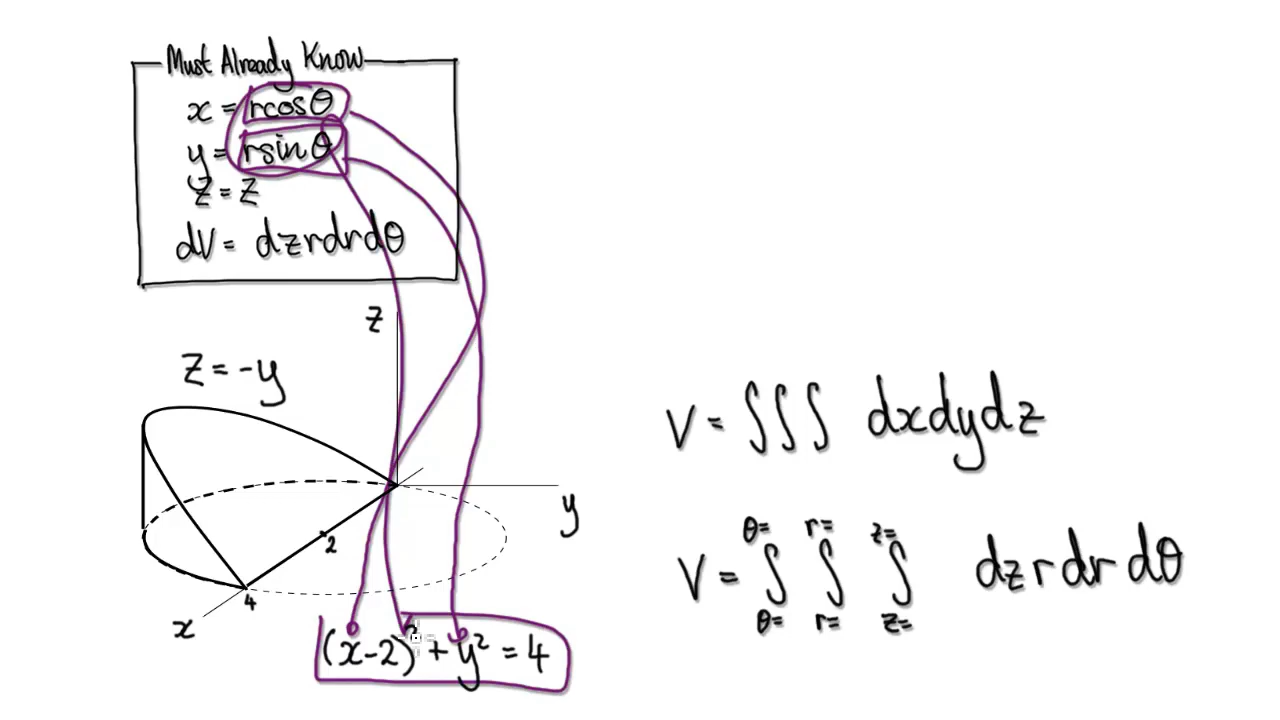 Must Already Know
x = rcosθ
y = rsinθ
z = z
dV = dzrdrdθ
z
z = -y
y
2
4
x
(x-2)² + y² = 4
V = ∫∫∫ dxdydz
θ= r= z=
V = ∫ ∫ ∫ dzrdrdθ
θ= r= z=